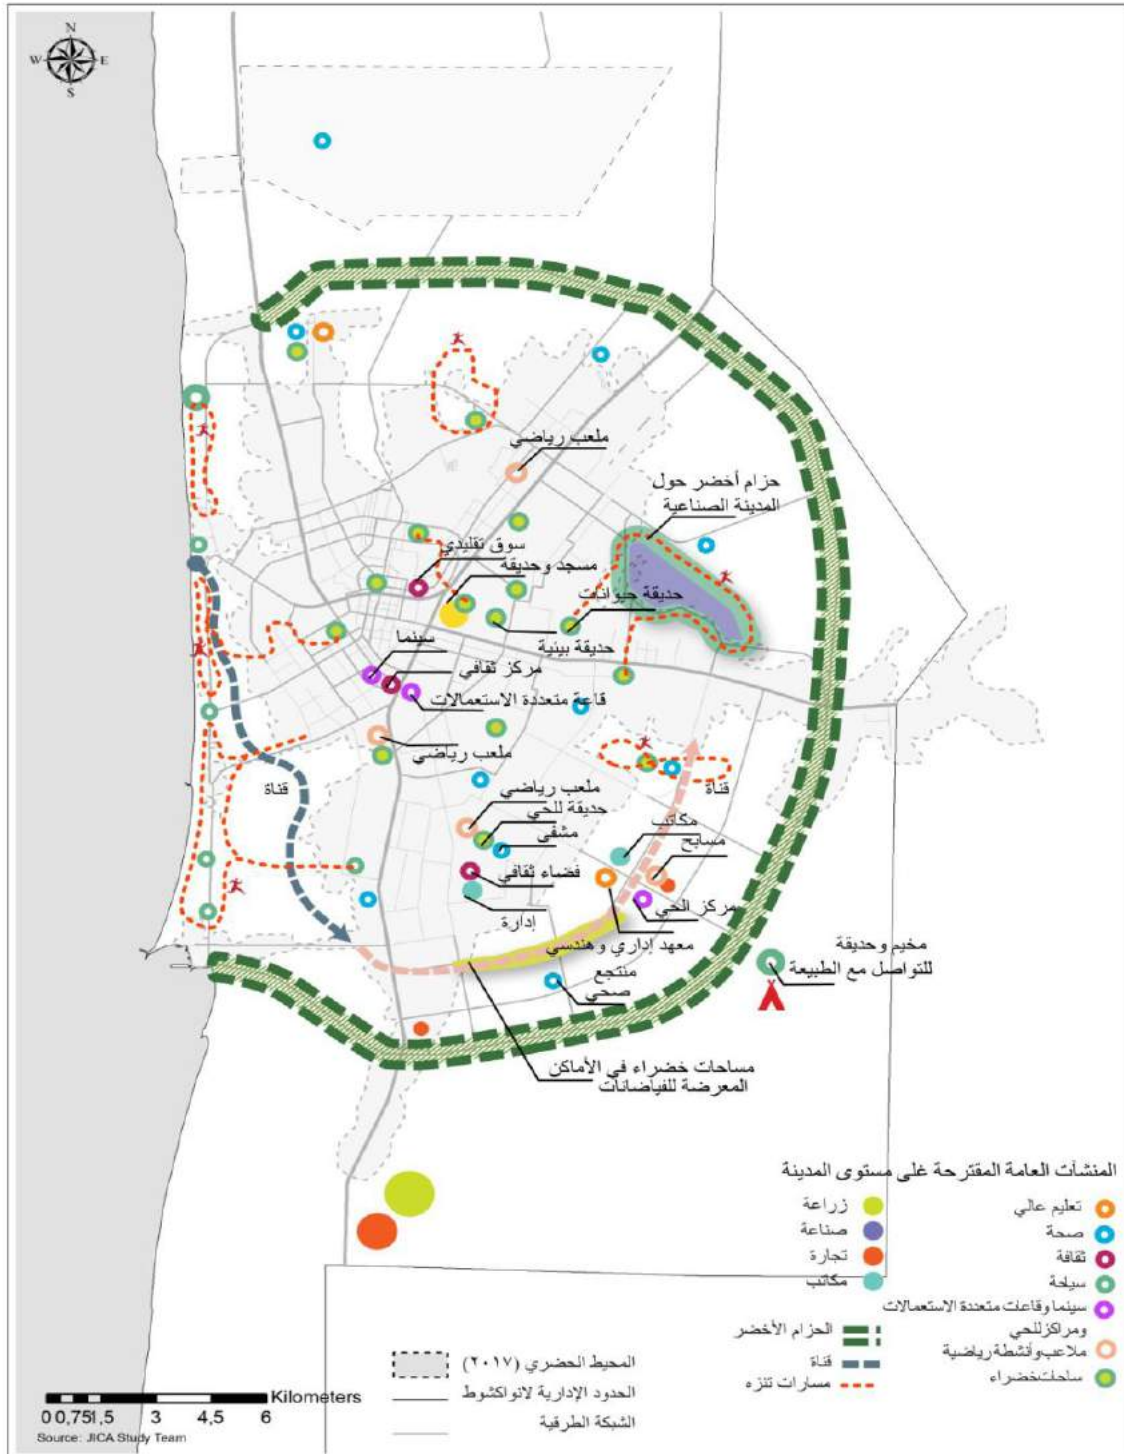 N
W E
S
ملعب رياضي
حزام أخضر حول
المدينة الصناعية
سوق تقليدي
مسجد وحديقة
حديقة حيوانات
حديقة بيئية
سينما
مركز ثقافي
قاعة متعددة الاستعمالات
ملعب رياضي
قناة
قناة
ملعب رياضي
حديقة للحي
مشفى
فضاء ثقافي
إدارة
مكاتب
مسابح
مركز الحي
معهد إداري وهندسي
منتجع
صحي
مخيم وحديقة
للتواصل مع الطبيعة
مساحات خضراء في الأماكن
المعرضة للفياضانات
المنشآت العامة المقترحة غلى مستوى المدينة
تعليم عالي
صحة
ثقافة
سياحة
سينما وقاعات متعددة الاستعمالات
ومراكز للحي
ملاعب وأنشطة رياضية
ساحات خضراء
زراعة
صناعة
تجارة
مكاتب
الحزام الأخضر
قناة
مسارات تنزه
المحيط الحضري (٢٠١٧)
الحدود الإدارية لانواكشوط
الشبكة الطرقية
Kilometers
0 0,75 1,5 3 4,5 6
Source: JICA Study Team